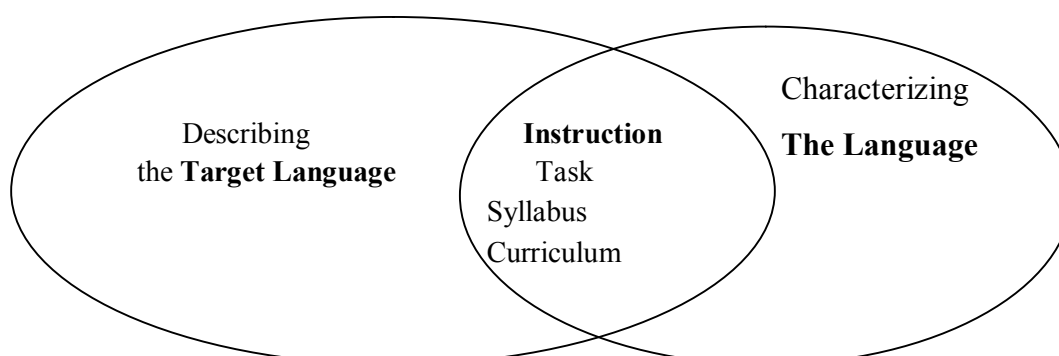 Describing
the Target Language
Instruction
Task
Syllabus
Curriculum
Characterizing
The Language